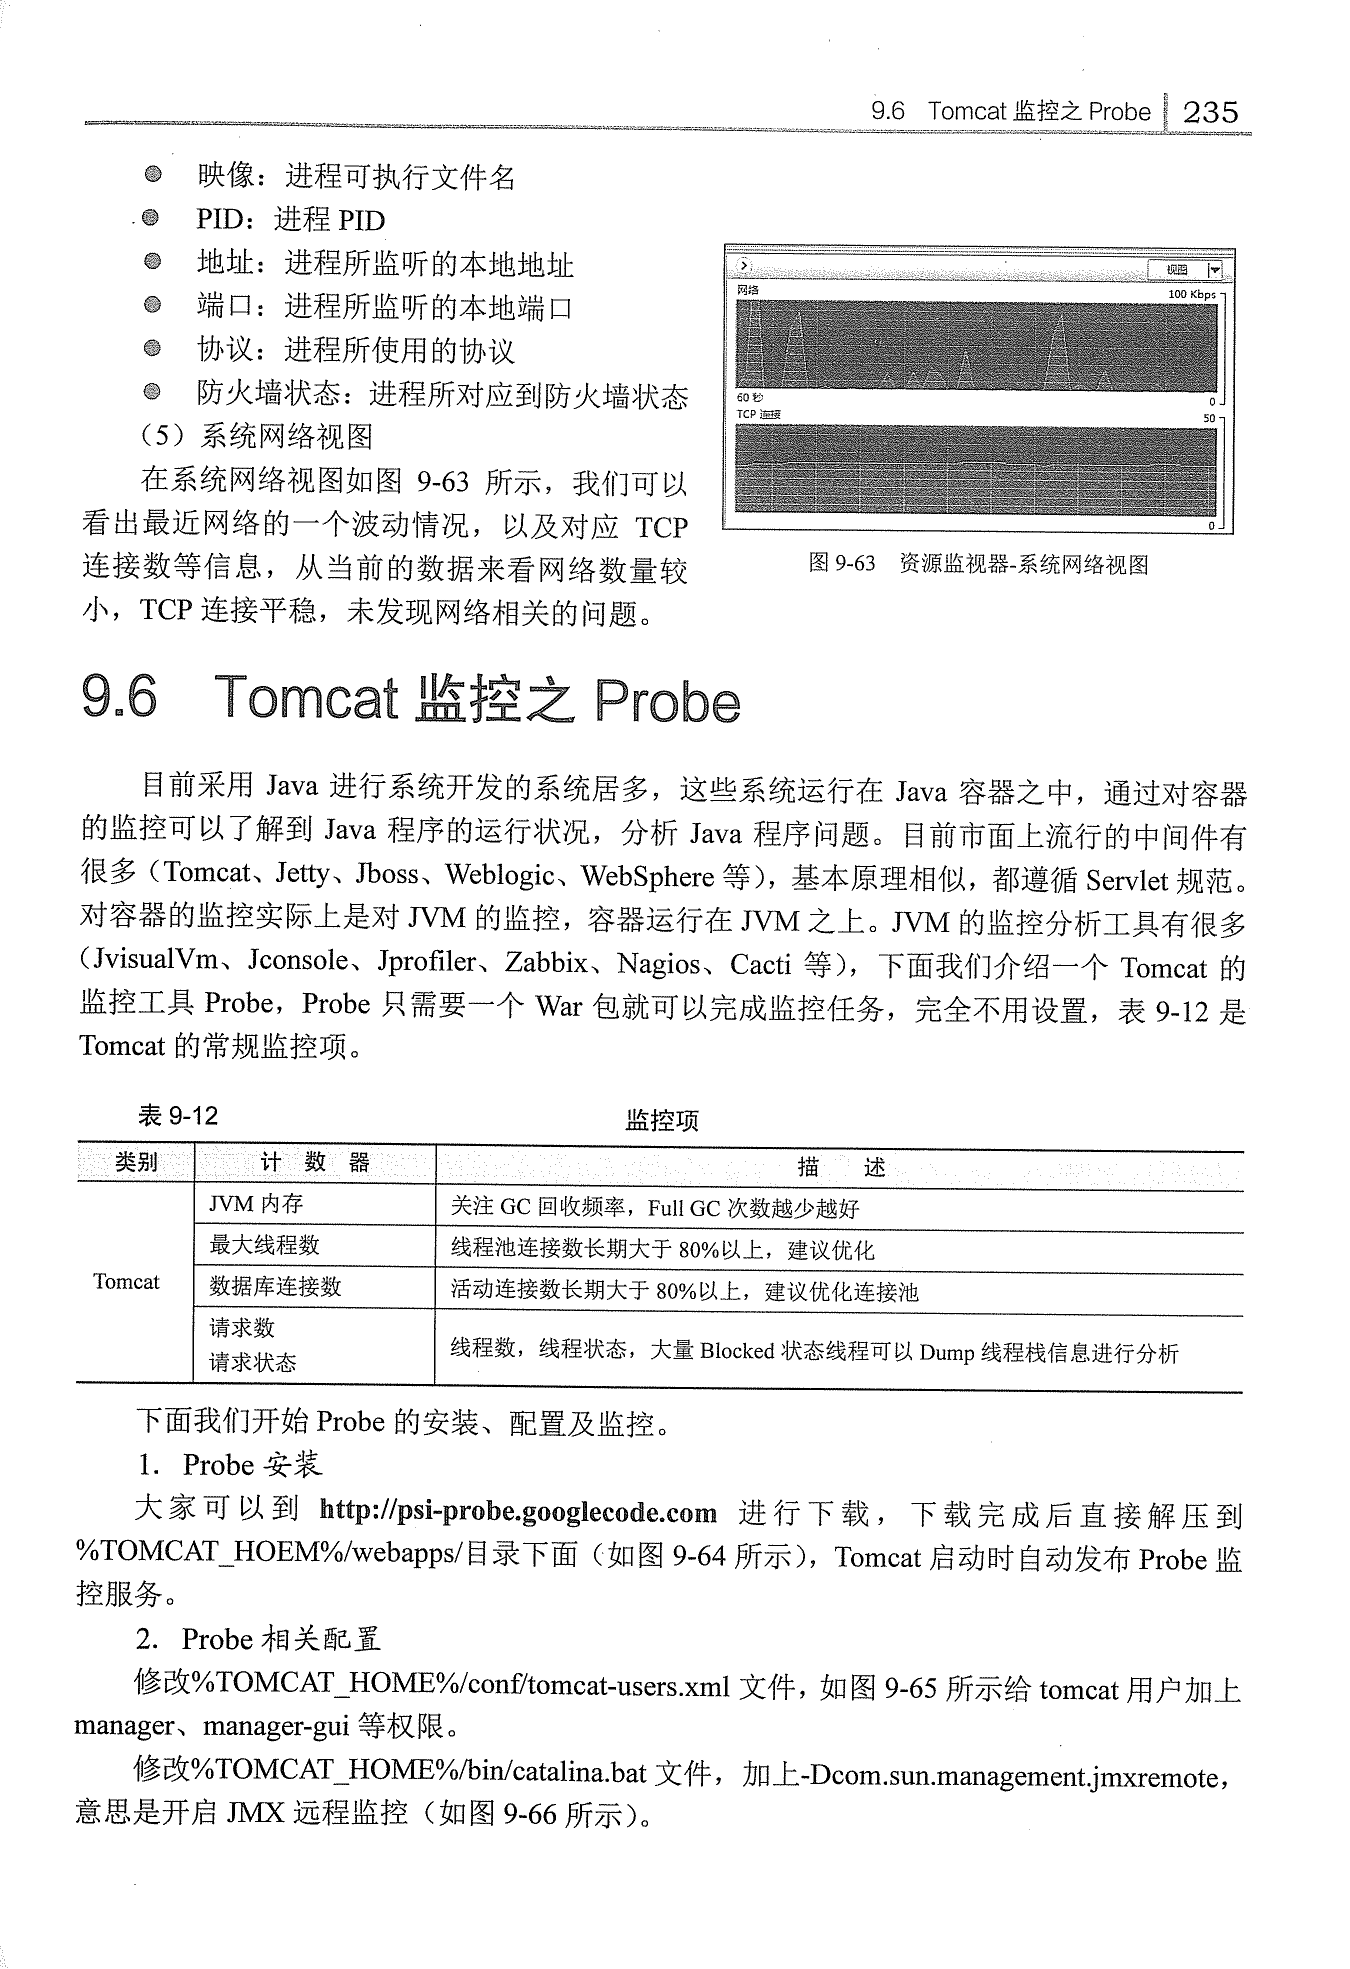 9.6 Tomcat 监控之 Probe 235
● 映像：进程可执行文件名
● PID：进程 PID
● 地址：进程所监听的本地地址
● 端口：进程所监听的本地端口
● 协议：进程所使用的协议
● 防火墙状态：进程所对应到防火墙状态
（5）系统网络视图
在系统网络视图如图 9-63 所示，我们可以
看出最近网络的一个波动情况，以及对应 TCP
连接数等信息，从当前的数据来看网络数量较
小，TCP 连接平稳，未发现网络相关的问题。
视图
网络 100 Kbps
60 秒 0
TCP 连接 50
0
图 9-63 资源监视器-系统网络视图
9.6 Tomcat 监控之 Probe
目前采用 Java 进行系统开发的系统居多，这些系统运行在 Java 容器之中，通过对容器
的监控可以了解到 Java 程序的运行状况，分析 Java 程序问题。目前市面上流行的中间件有
很多（Tomcat、Jetty、Jboss、Weblogic、WebSphere 等），基本原理相似，都遵循 Servlet 规范。
对容器的监控实际上是对 JVM 的监控，容器运行在 JVM 之上。JVM 的监控分析工具有很多
（JvisualVm、Jconsole、Jprofiler、Zabbix、Nagios、Cacti 等），下面我们介绍一个 Tomcat 的
监控工具 Probe，Probe 只需要一个 War 包就可以完成监控任务，完全不用设置，表 9-12 是
Tomcat 的常规监控项。
表 9-12 监控项
类别 计数器 描述
JVM 内存 关注 GC 回收频率，Full GC 次数越少越好
最大线程数 线程池连接数长期大于 80%以上，建议优化
Tomcat 数据库连接数 活动连接数长期大于 80%以上，建议优化连接池
请求数
请求状态 线程数，线程状态，大量 Blocked 状态线程可以 Dump 线程栈信息进行分析
下面我们开始 Probe 的安装、配置及监控。
1. Probe 安装
大家可以到 http://psi-probe.googlecode.com 进行下载，下载完成后直接解压到
%TOMCAT_HOEM%/webapps/目录下面（如图 9-64 所示），Tomcat 启动时自动发布 Probe 监
控服务。
2. Probe 相关配置
修改%TOMCAT_HOME%/conf/tomcat-users.xml 文件，如图 9-65 所示给 tomcat 用户加上
manager、manager-gui 等权限。
修改%TOMCAT_HOME%/bin/catalina.bat 文件，加上-Dcom.sun.management.jmxremote，
意思是开启 JMX 远程监控（如图 9-66 所示）。